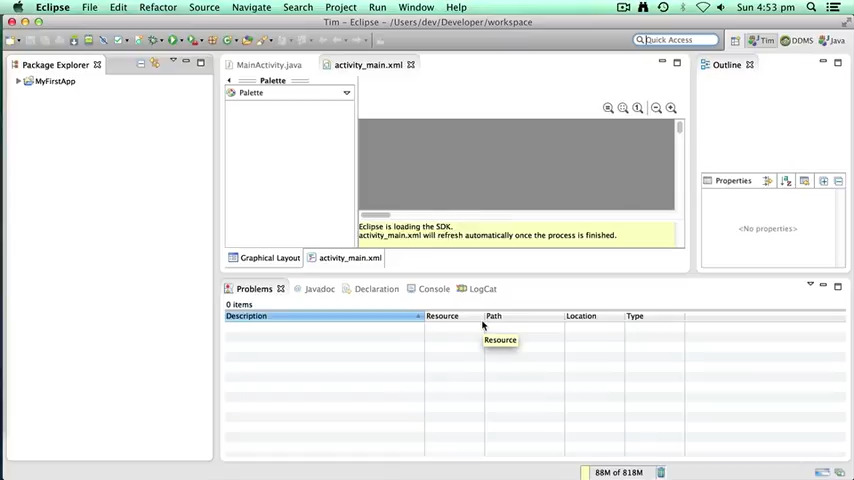 Eclipse File Edit Refactor Source Navigate Search Project Run Window Help Sun 4:53 pm
Tim - Eclipse - /Users/dev/Developer/workspace
Quick Access Tim DDMS Java
Package Explorer
MyFirstApp
MainActivity.java activity_main.xml
Palette
Palette
Eclipse is loading the SDK.
activity_main.xml will refresh automatically once the process is finished.
Graphical Layout activity_main.xml
Outline
Properties
<No properties>
Problems Javadoc Declaration Console LogCat
0 items
Description Resource Path Location Type
Resource
88M of 818M